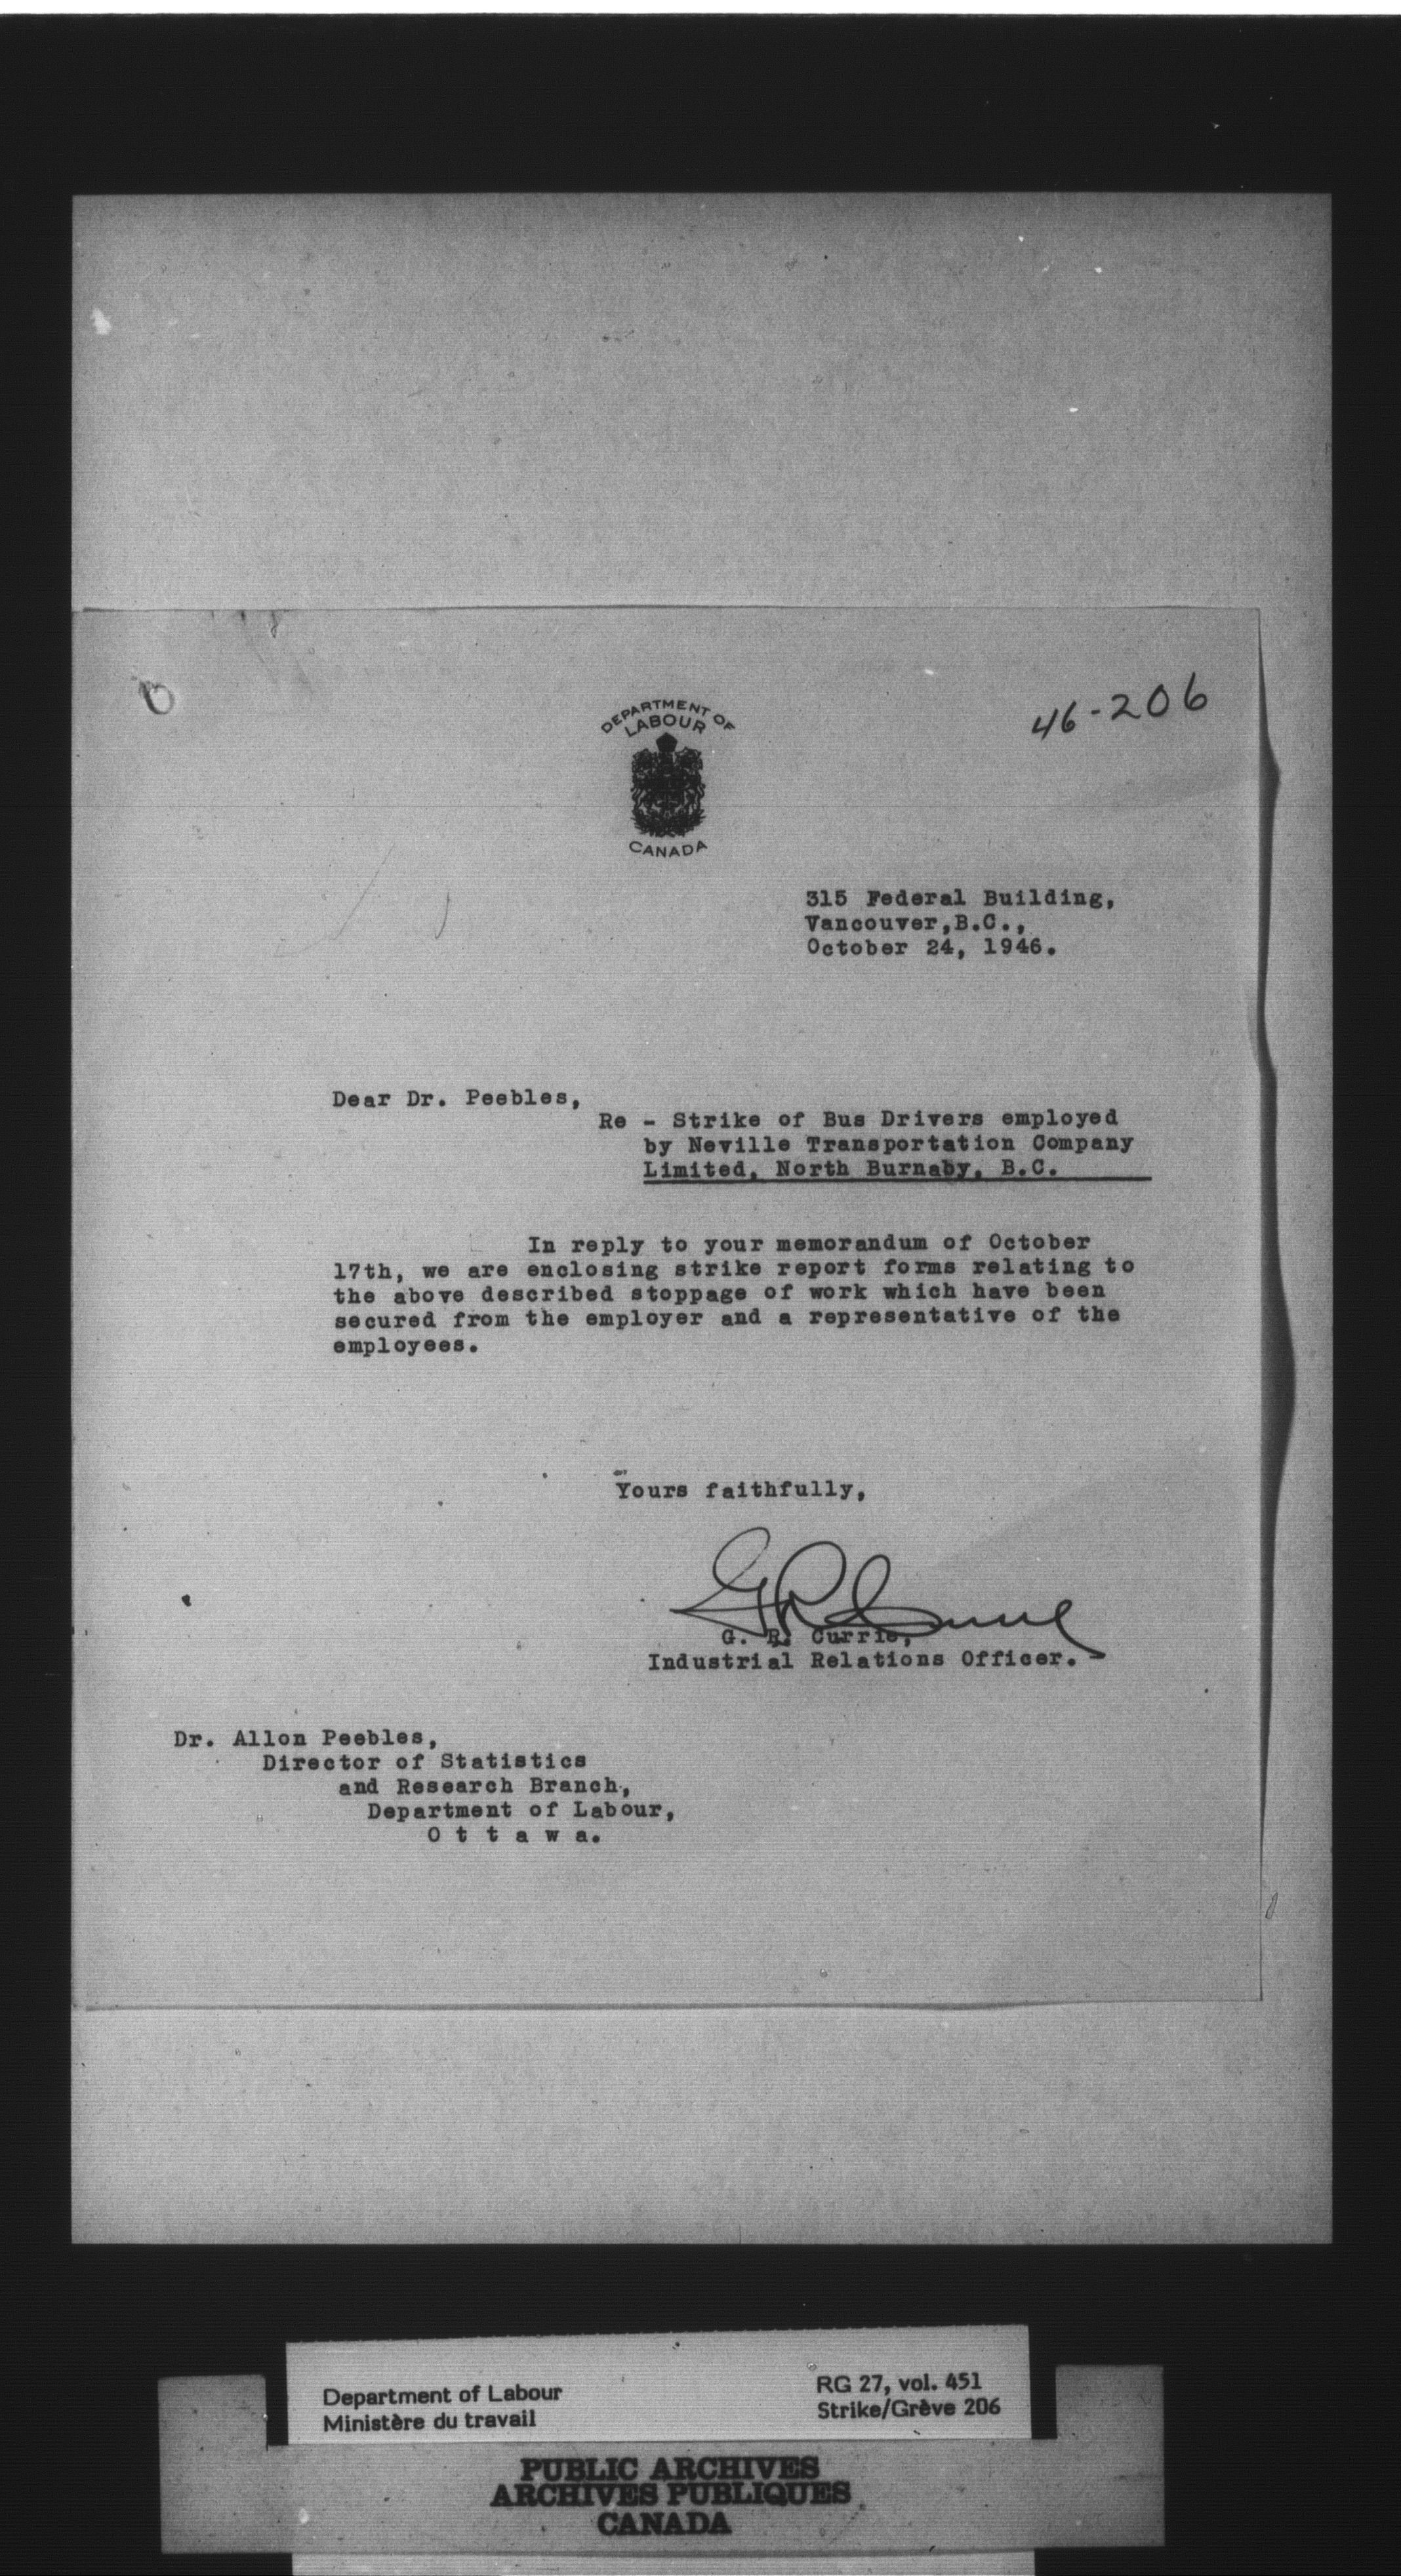 46-206
DEPARTMENT OF
LABOUR
CANADA
315 Federal Building,
Vancouver,B.C.,
October 24, 1946.
Dear Dr. Peebles,
Re - Strike of Bus Drivers employed
by Neville Transportation Company
Limited, North Burnaby, B.C.
In reply to your memorandum of October
17th, we are enclosing strike report forms relating to
the above described stoppage of work which have been
secured from the employer and a representative of the
employees.
Yours faithfully,
GRCurrie
G. R. Currie,
Industrial Relations Officer.
Dr. Allon Peebles,
Director of Statistics
and Research Branch,
Department of Labour,
O t t a w a.
Department of Labour
Ministère du travail
RG 27, vol. 451
Strike/Grève 206
PUBLIC ARCHIVES
ARCHIVES PUBLIQUES
CANADA